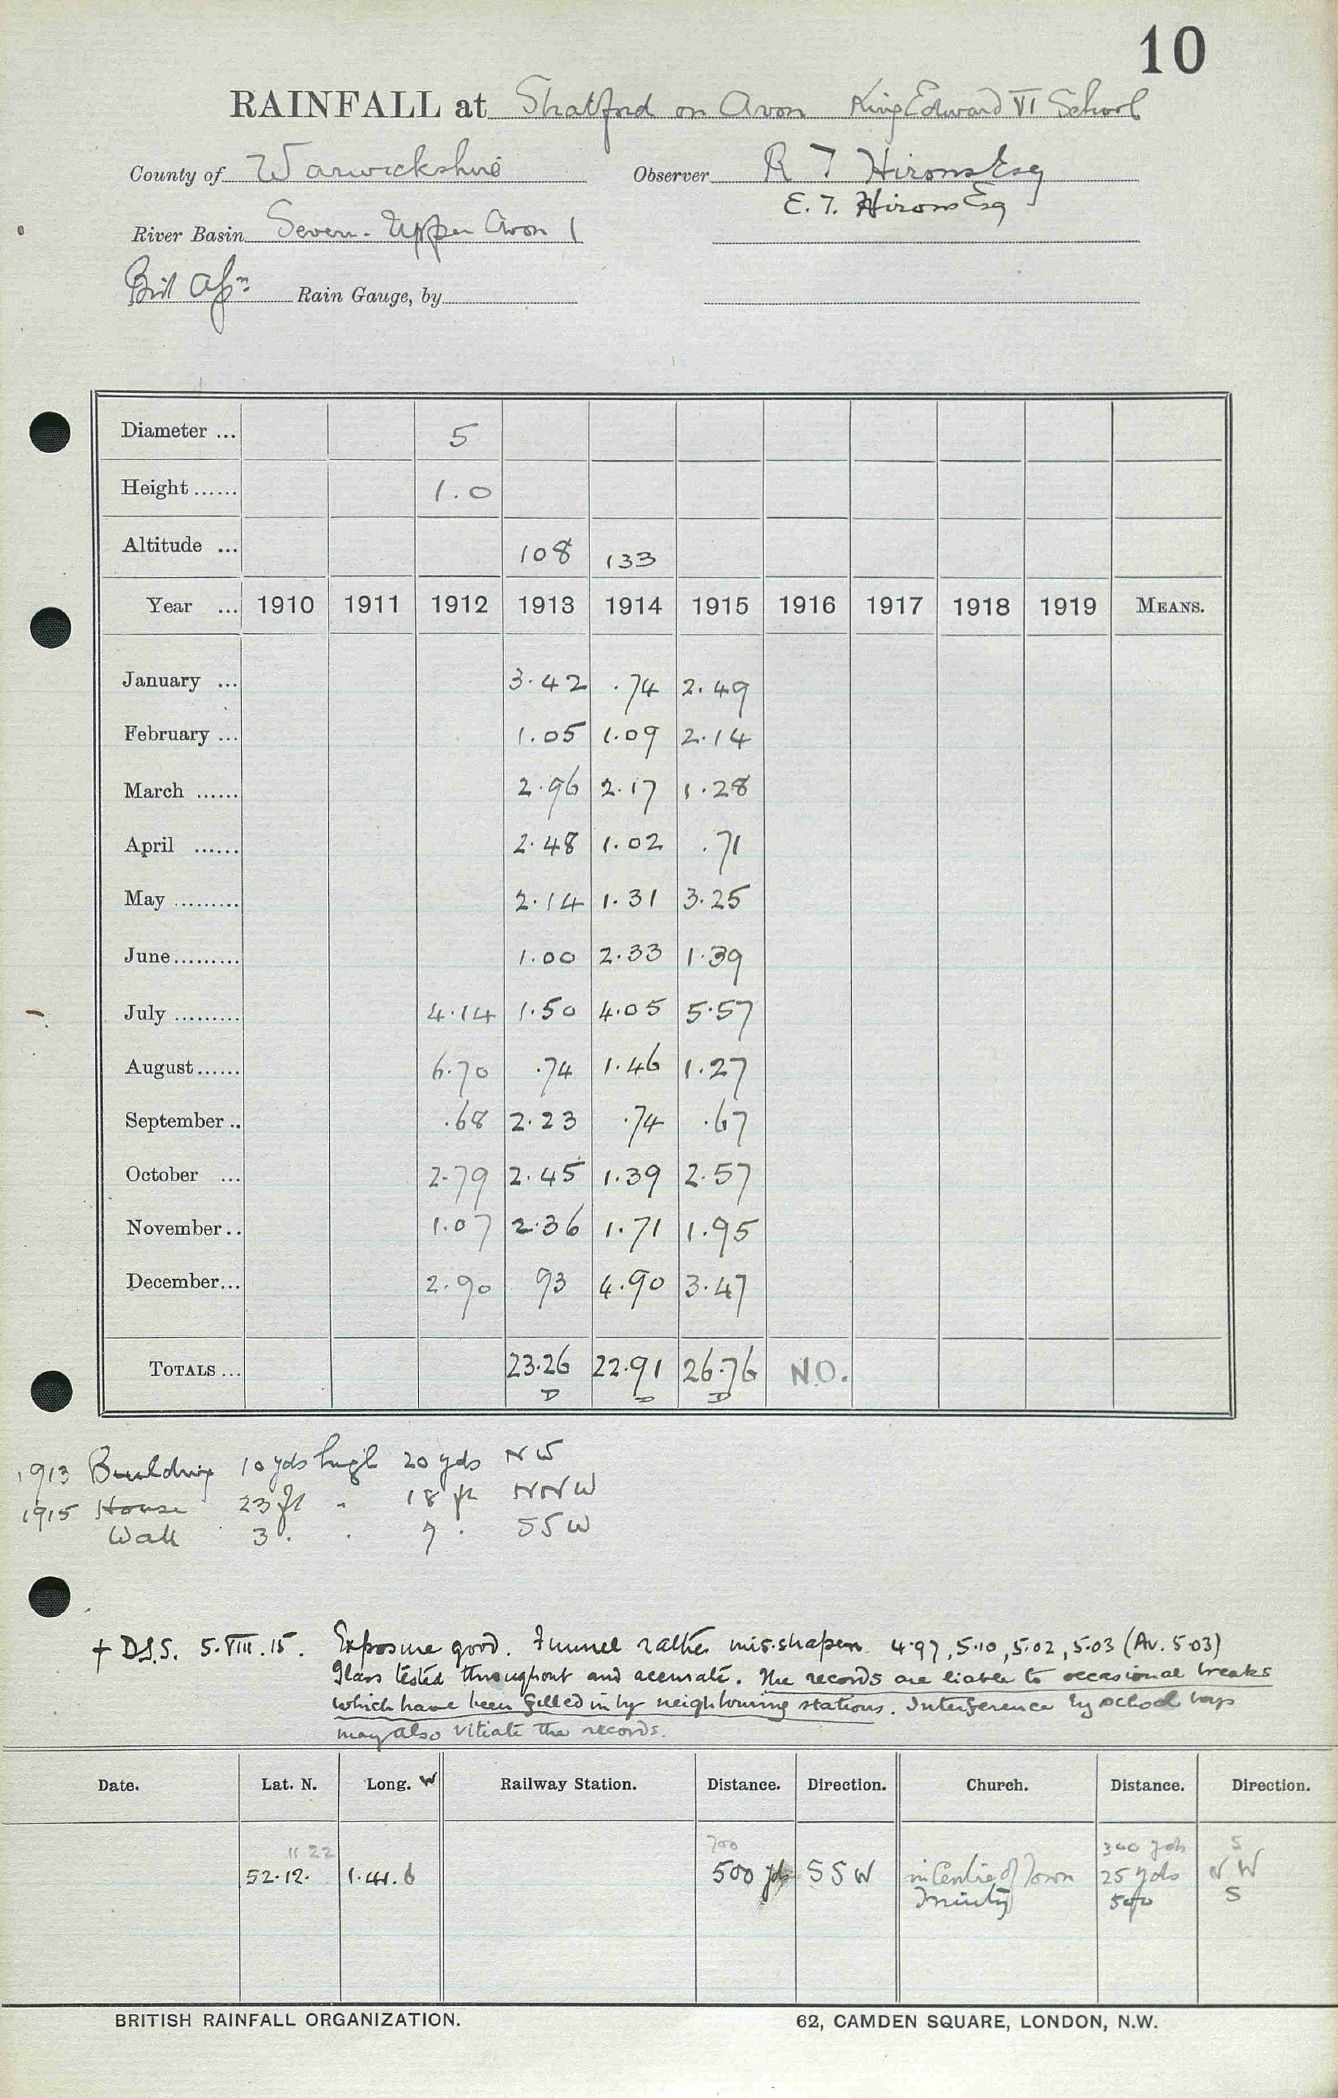 10
RAINFALL at Stratford on Avon King Edward VI School
County of Warwickshire Observer R T Hirons Esq
E. T. Hirons Esq
River Basin Severn - Upper Avon 1
Rain Gauge, by
Diameter ... 5
Height ...... 1.0
Altitude ... 108 133
Year ... 1910 1911 1912 1913 1914 1915 1916 1917 1918 1919 MEANS.
January ... 3.42 .74 2.49
February ... 1.05 1.09 2.14
March ...... 2.96 2.17 1.28
April ...... 2.48 1.02 .71
May ......... 2.14 1.31 3.25
June ......... 1.00 2.33 1.39
July ......... 4.14 1.50 4.05 5.57
August ...... 6.70 .74 1.46 1.27
September .. .68 2.23 .74 .67
October ... 2.79 2.45 1.39 2.57
November .. 1.07 2.36 1.71 1.95
December ... 2.90 93 4.90 3.47
TOTALS ... 23.26 22.91 26.76 N.O.
D D D
1913 Building 10 yds high 20 yds NW
1915 House 23 ft " 18 ft NNW
Wall 3 " " 7 " SSW
+ D.S.S. 5.VIII.15. Exposure good. Funnel rather misshapen 4.97, 5.10, 5.02, 5.03 (Av. 5.03)
Glass tested throughout and accurate. The records are liable to occasional breaks
which have been filled in by neighbouring stations. Interference by school boys
may also vitiate the records.
Date. Lat. N. Long. W Railway Station. Distance. Direction. Church. Distance. Direction.
11 22 700 300 yds S
52.12. 1.41.6 500 yds SSW in Centre of Town 25 yds NW
Trinity 500 S
BRITISH RAINFALL ORGANIZATION. 62, CAMDEN SQUARE, LONDON, N.W.